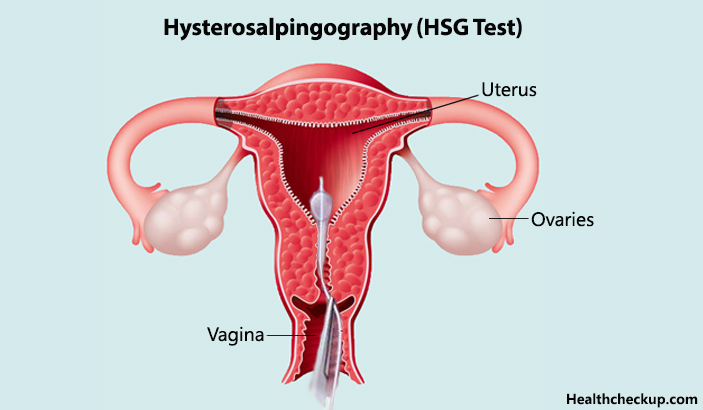 Hysterosalpingography (HSG Test)
Uterus
Ovaries
Vagina
Healthcheckup.com